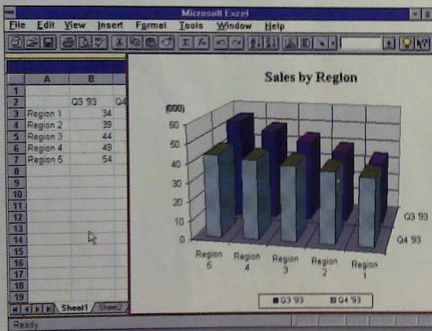 Microsoft Excel
File Edit View Insert Format Tools Window Help
A B
1
2 Q3 '93 Q4
3 Region 1 34
4 Region 2 39
5 Region 3 44
6 Region 4 49
7 Region 5 54
8
9
10
11
12
13
14
15
16
17
18
19
Sales by Region
(000)
60
50
40
30
20
10
0
Region 5 Region 4 Region 3 Region 2 Region 1
Q3 '93
Q4 '93
Q3 '93 Q4 '93
Sheet1 Sheet2
Ready